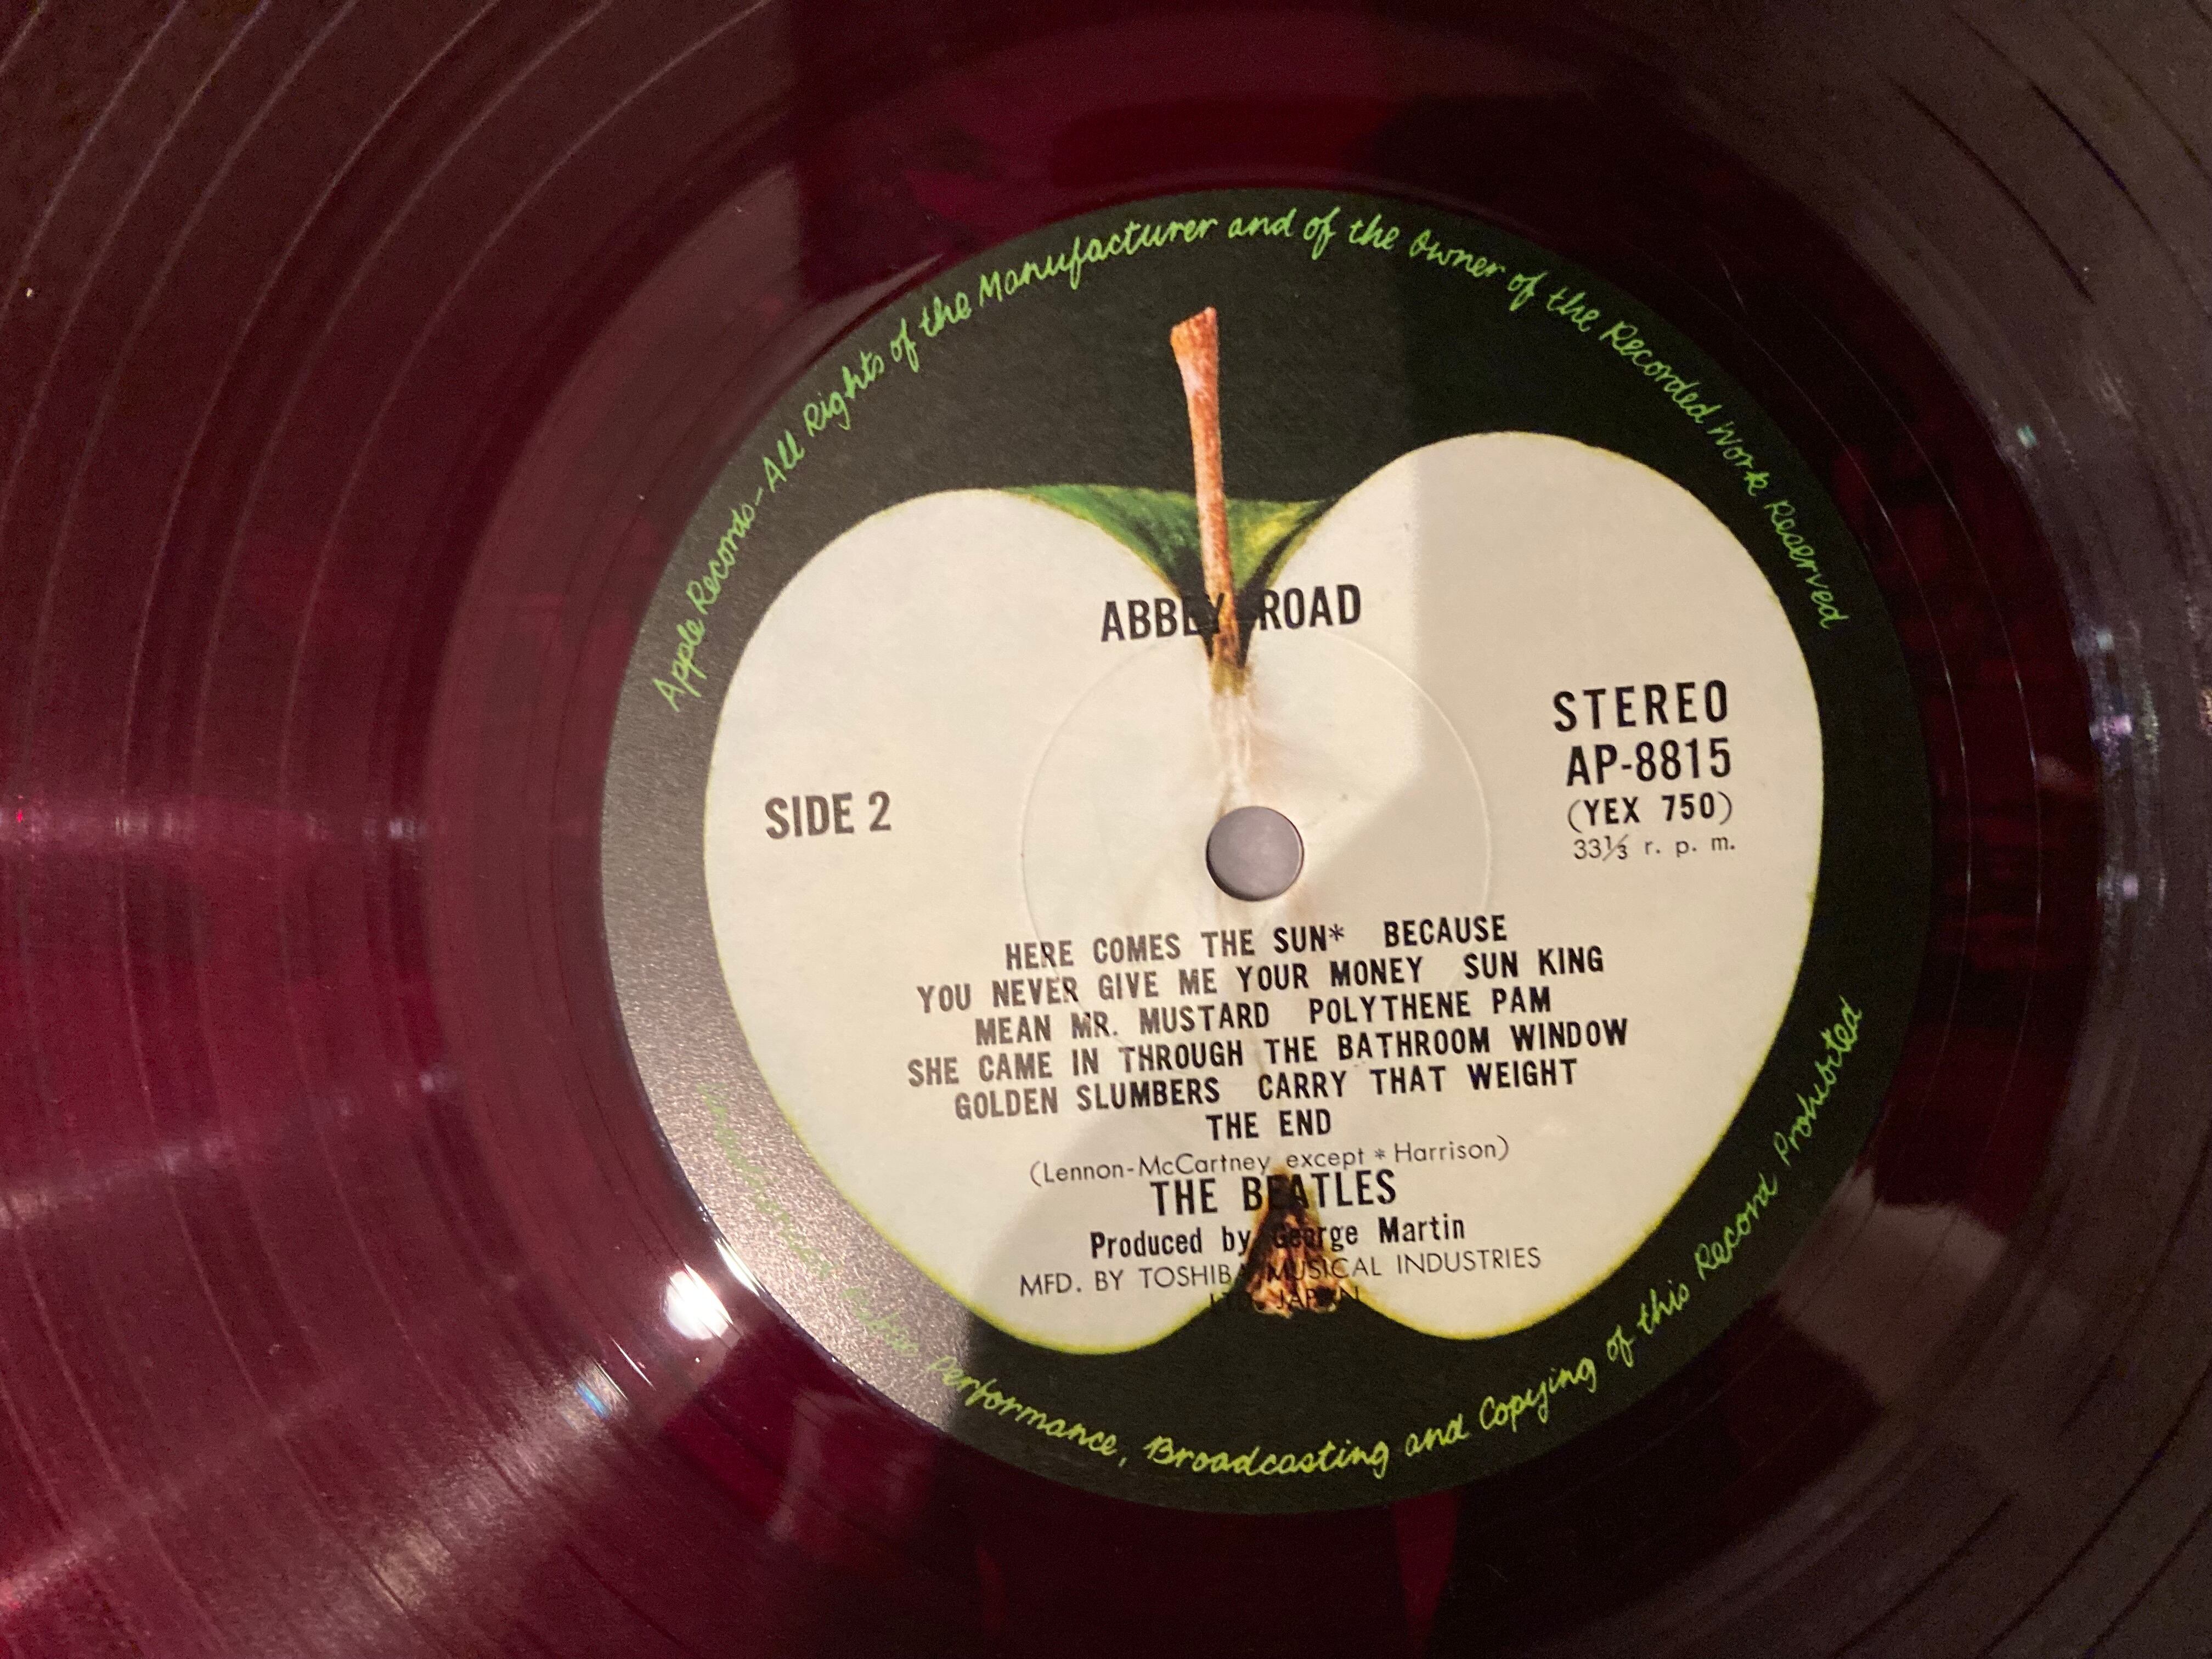 Apple Records-All Rights of the Manufacturer and of the Owner of the Recorded Work Reserved
ABBEY ROAD
STEREO
AP-8815
(YEX 750)
33⅓ r. p. m.
SIDE 2
HERE COMES THE SUN* BECAUSE
YOU NEVER GIVE ME YOUR MONEY SUN KING
MEAN MR. MUSTARD POLYTHENE PAM
SHE CAME IN THROUGH THE BATHROOM WINDOW
GOLDEN SLUMBERS CARRY THAT WEIGHT
THE END
(Lennon-McCartney except * Harrison)
THE BEATLES
Produced by George Martin
MFD. BY TOSHIBA MUSICAL INDUSTRIES
LTD. JAPAN
Unauthorised Public Performance, Broadcasting and Copying of this Record Prohibited